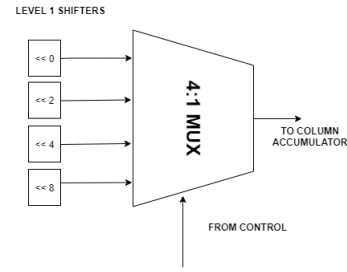 LEVEL 1 SHIFTERS
<< 0
<< 2
<< 4
<< 8
4:1 MUX
TO COLUMN
ACCUMULATOR
FROM CONTROL